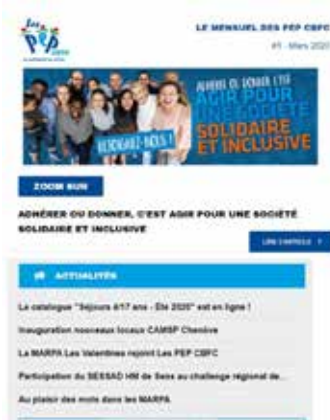 Les
PEP
CBFC
LE MENSUEL DES PEP CBFC
#1 - Mars 2020
ADHÉRER OU DONNER, C'EST
AGIR POUR
UNE SOCIÉTÉ
SOLIDAIRE
ET INCLUSIVE
REJOIGNEZ-NOUS !
ZOOM SUR
ADHÉRER OU DONNER, C'EST AGIR POUR UNE SOCIÉTÉ
SOLIDAIRE ET INCLUSIVE
LIRE L'ARTICLE
ACTUALITÉS
Le catalogue "Séjours 4/17 ans - Été 2020" est en ligne !
Inauguration nouveaux locaux CAMSP Chenôve
La MARPA Les Valentines rejoint Les PEP CBFC
Participation du SESSAD HM de Sens au challenge régional de...
Au plaisir des mots dans les MARPA